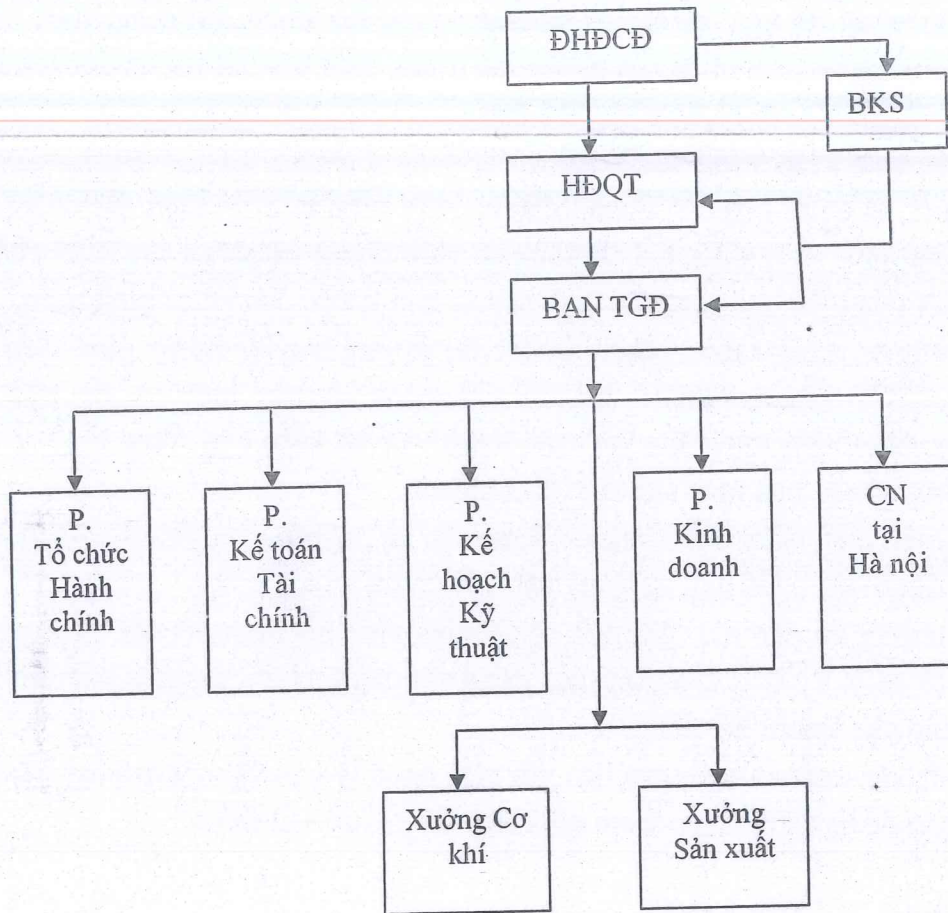 ĐHĐCĐ
BKS
HĐQT
BAN TGĐ
P.
Tổ chức
Hành
chính
P.
Kế toán
Tài
chính
P.
Kế
hoạch
Kỹ
thuật
P.
Kinh
doanh
CN
tại
Hà nội
Xưởng Cơ
khí
Xưởng
Sản xuất